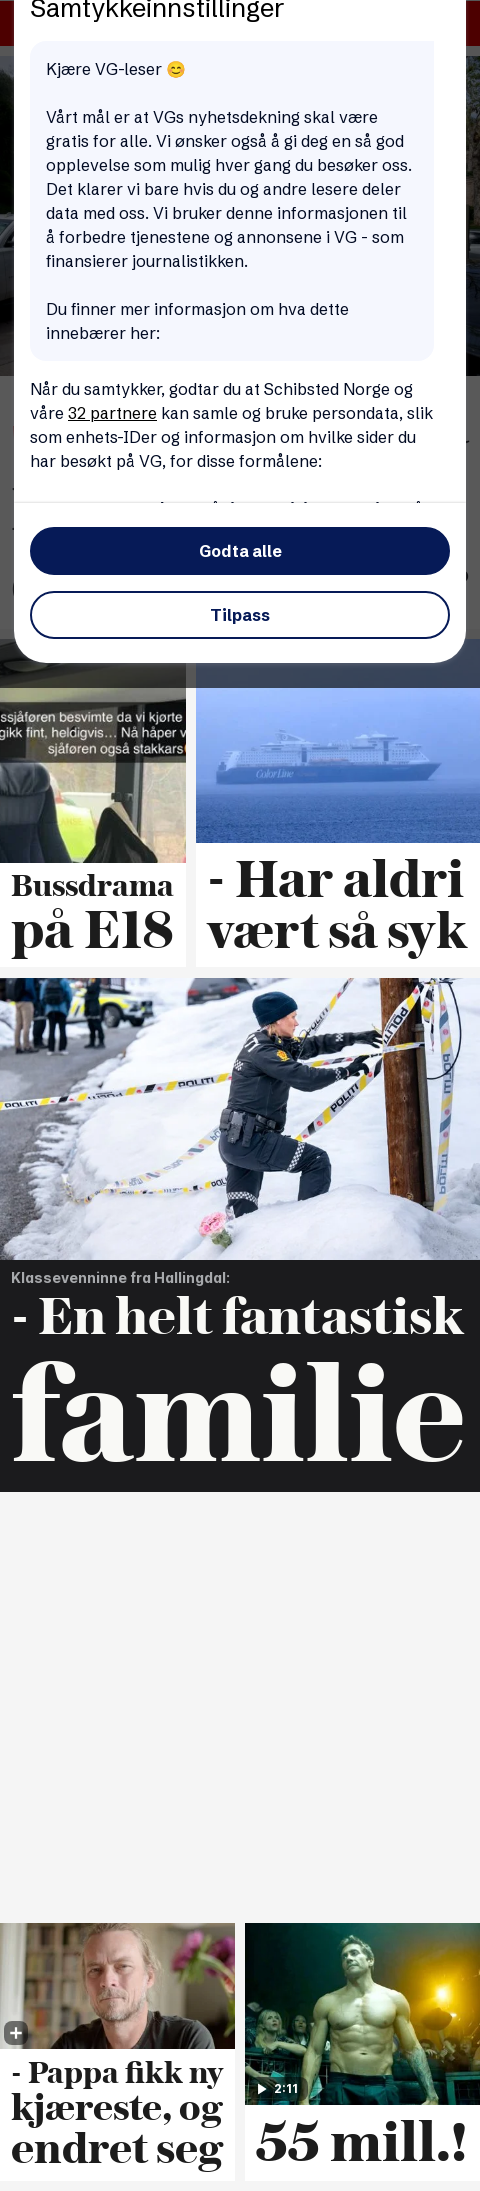 Samtykkeinnstillinger
Kjære VG-leser 😊
Vårt mål er at VGs nyhetsdekning skal være
gratis for alle. Vi ønsker også å gi deg en så god
opplevelse som mulig hver gang du besøker oss.
Det klarer vi bare hvis du og andre lesere deler
data med oss. Vi bruker denne informasjonen til
å forbedre tjenestene og annonsene i VG - som
finansierer journalistikken.
Du finner mer informasjon om hva dette
innebærer her:
Når du samtykker, godtar du at Schibsted Norge og
våre 32 partnere kan samle og bruke persondata, slik
som enhets-IDer og informasjon om hvilke sider du
har besøkt på VG, for disse formålene:
Godta alle
Tilpass
ssjåføren besvimte da vi kjørte
gikk fint, heldigvis... Nå håper v
sjåføren også stakkars
Bussdrama
på E18
Color Line
- Har aldri
vært så syk
POLITI
POLITI
POLITI
POLITI
Klassevenninne fra Hallingdal:
- En helt fantastisk
familie
- Pappa fikk ny
kjæreste, og
endret seg
2:11
55 mill.!